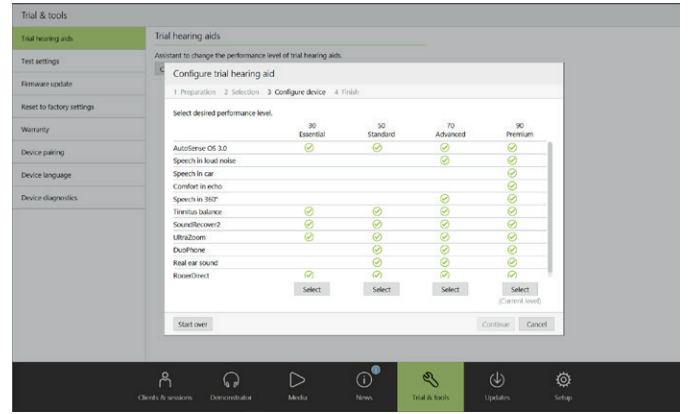 Trial & tools
Trial hearing aids
Test settings
Firmware update
Reset to factory settings
Warranty
Device pairing
Device language
Device diagnostics
Trial hearing aids
Assistant to change the performance level of trial hearing aids.
Configure trial hearing aid
1 Preparation 2 Selection 3 Configure device 4 Finish
Select desired performance level.
30 50 70 90
Essential Standard Advanced Premium
AutoSense OS 3.0
Speech in loud noise
Speech in car
Comfort in echo
Speech in 360°
Tinnitus balance
SoundRecover2
UltraZoom
DuoPhone
Real ear sound
RogerDirect
Select Select Select Select
(Current level)
Start over Continue Cancel
Clients & sessions Demonstrator Media News Trial & tools Updates Setup